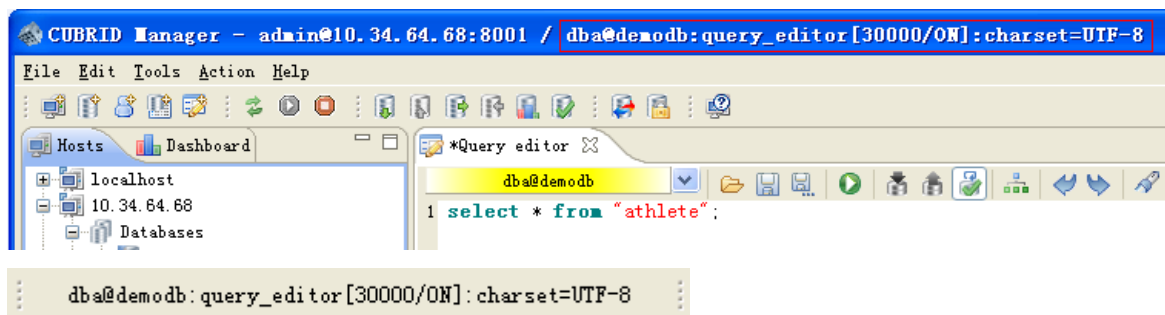 CUBRID Manager - admin@10.34.64.68:8001 / dba@demodb:query_editor[30000/ON]:charset=UTF-8
File Edit Tools Action Help
Hosts Dashboard *Query editor
localhost dba@demodb
10.34.64.68 1 select * from "athlete";
Databases
dba@demodb:query_editor[30000/ON]:charset=UTF-8